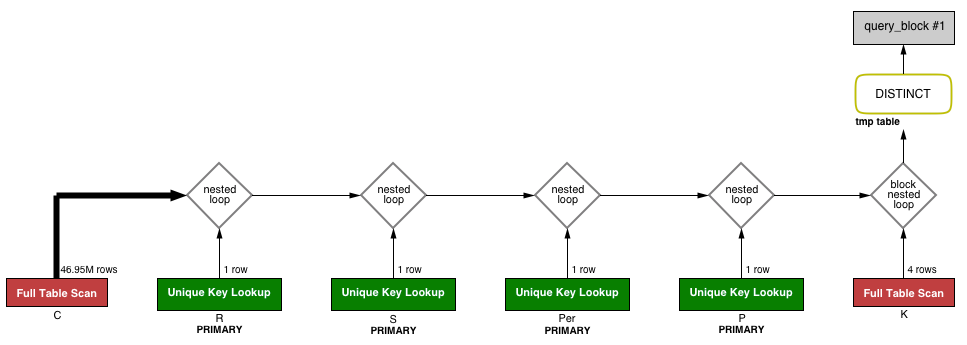 query_block #1
DISTINCT
tmp table
nested
loop
nested
loop
nested
loop
nested
loop
block
nested
loop
46.95M rows
1 row
1 row
1 row
1 row
4 rows
Full Table Scan
Unique Key Lookup
Unique Key Lookup
Unique Key Lookup
Unique Key Lookup
Full Table Scan
C
R
S
Per
P
K
PRIMARY
PRIMARY
PRIMARY
PRIMARY